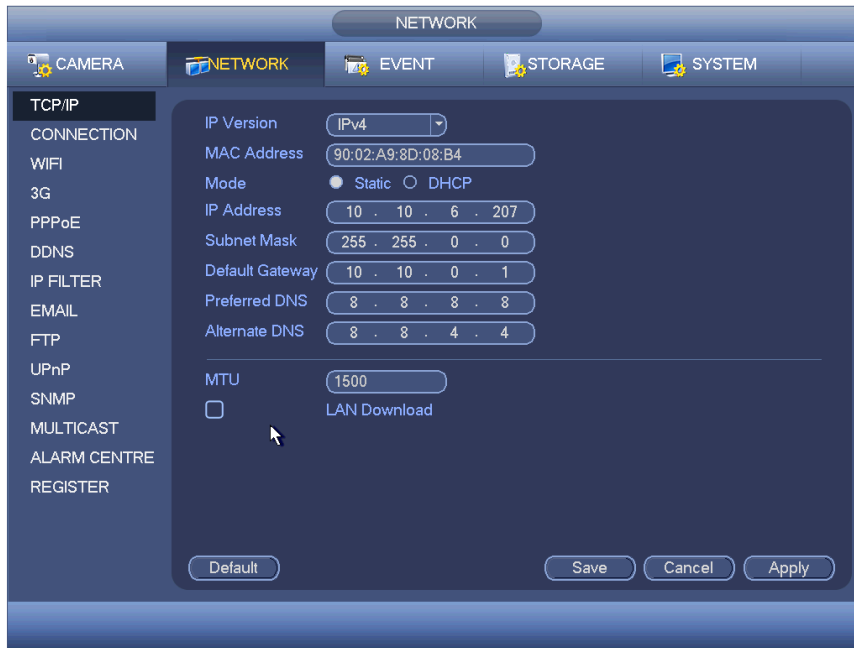 NETWORK
CAMERA NETWORK EVENT STORAGE SYSTEM
TCP/IP
CONNECTION
WIFI
3G
PPPoE
DDNS
IP FILTER
EMAIL
FTP
UPnP
SNMP
MULTICAST
ALARM CENTRE
REGISTER
IP Version IPv4
MAC Address 90:02:A9:8D:08:B4
Mode Static DHCP
IP Address 10 . 10 . 6 . 207
Subnet Mask 255 . 255 . 0 . 0
Default Gateway 10 . 10 . 0 . 1
Preferred DNS 8 . 8 . 8 . 8
Alternate DNS 8 . 8 . 4 . 4
MTU 1500
LAN Download
Default Save Cancel Apply